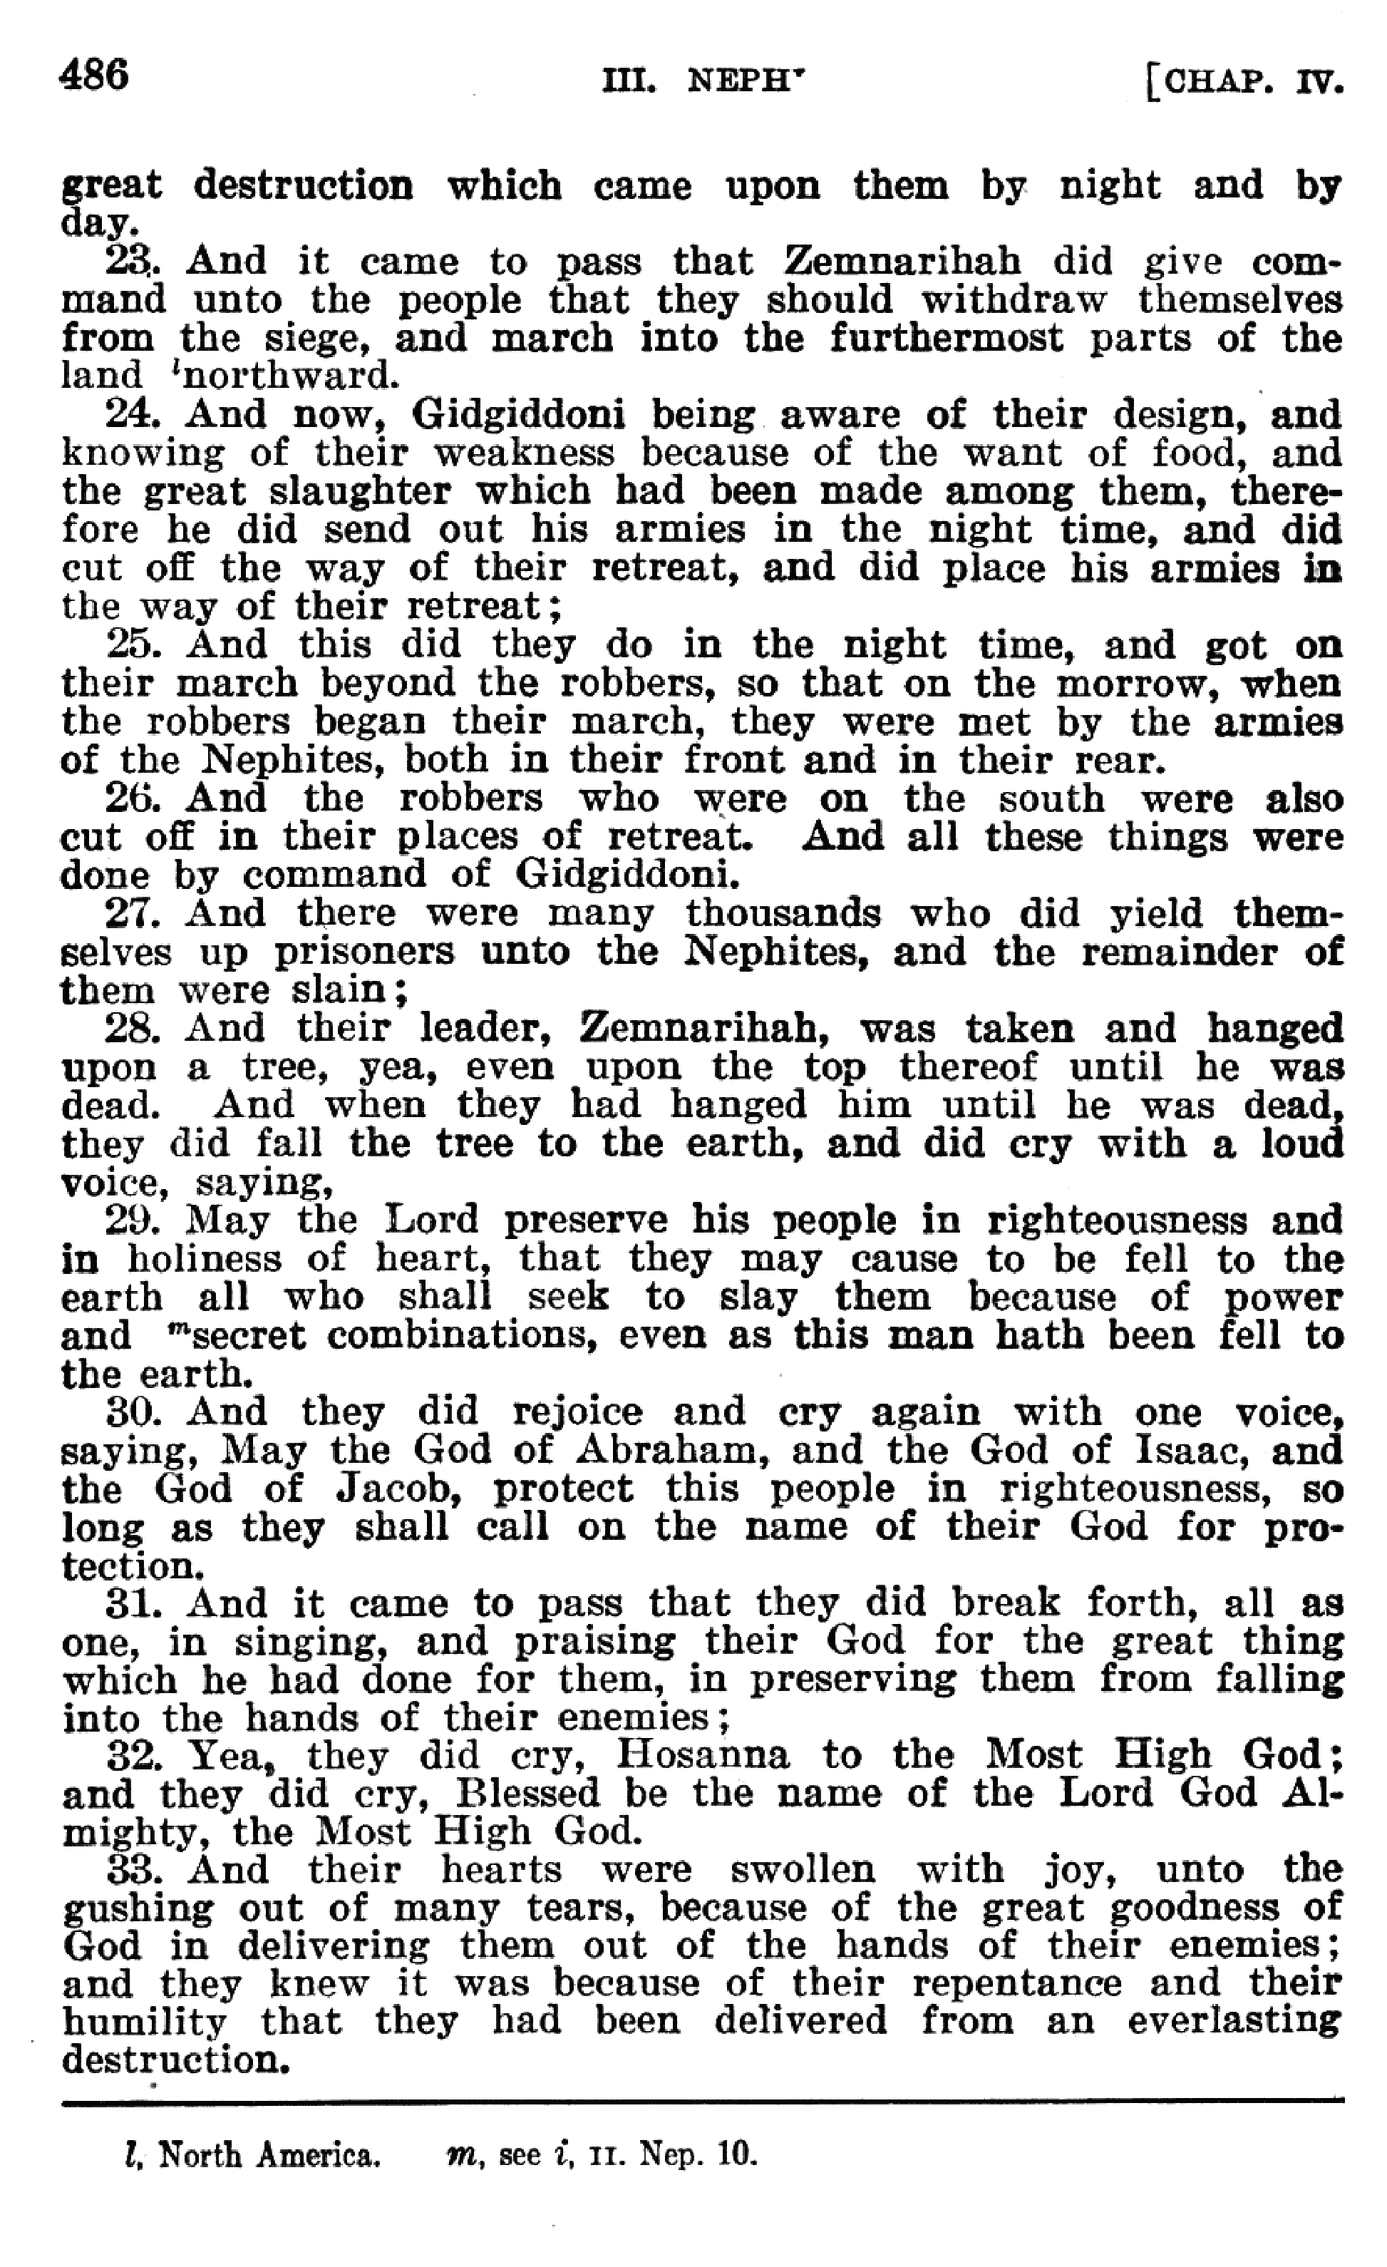 486 III. NEPH [CHAP. IV.
great destruction which came upon them by night and by
day.
23. And it came to pass that Zemnarihah did give com-
mand unto the people that they should withdraw themselves
from the siege, and march into the furthermost parts of the
land lnorthward.
24. And now, Gidgiddoni being aware of their design, and
knowing of their weakness because of the want of food, and
the great slaughter which had been made among them, there-
fore he did send out his armies in the night time, and did
cut off the way of their retreat, and did place his armies in
the way of their retreat;
25. And this did they do in the night time, and got on
their march beyond the robbers, so that on the morrow, when
the robbers began their march, they were met by the armies
of the Nephites, both in their front and in their rear.
26. And the robbers who were on the south were also
cut off in their places of retreat. And all these things were
done by command of Gidgiddoni.
27. And there were many thousands who did yield them-
selves up prisoners unto the Nephites, and the remainder of
them were slain;
28. And their leader, Zemnarihah, was taken and hanged
upon a tree, yea, even upon the top thereof until he was
dead. And when they had hanged him until he was dead,
they did fall the tree to the earth, and did cry with a loud
voice, saying,
29. May the Lord preserve his people in righteousness and
in holiness of heart, that they may cause to be fell to the
earth all who shall seek to slay them because of power
and msecret combinations, even as this man hath been fell to
the earth.
30. And they did rejoice and cry again with one voice,
saying, May the God of Abraham, and the God of Isaac, and
the God of Jacob, protect this people in righteousness, so
long as they shall call on the name of their God for pro-
tection.
31. And it came to pass that they did break forth, all as
one, in singing, and praising their God for the great thing
which he had done for them, in preserving them from falling
into the hands of their enemies;
32. Yea, they did cry, Hosanna to the Most High God;
and they did cry, Blessed be the name of the Lord God Al-
mighty, the Most High God.
33. And their hearts were swollen with joy, unto the
gushing out of many tears, because of the great goodness of
God in delivering them out of the hands of their enemies;
and they knew it was because of their repentance and their
humility that they had been delivered from an everlasting
destruction.
l, North America. m, see i, II. Nep. 10.